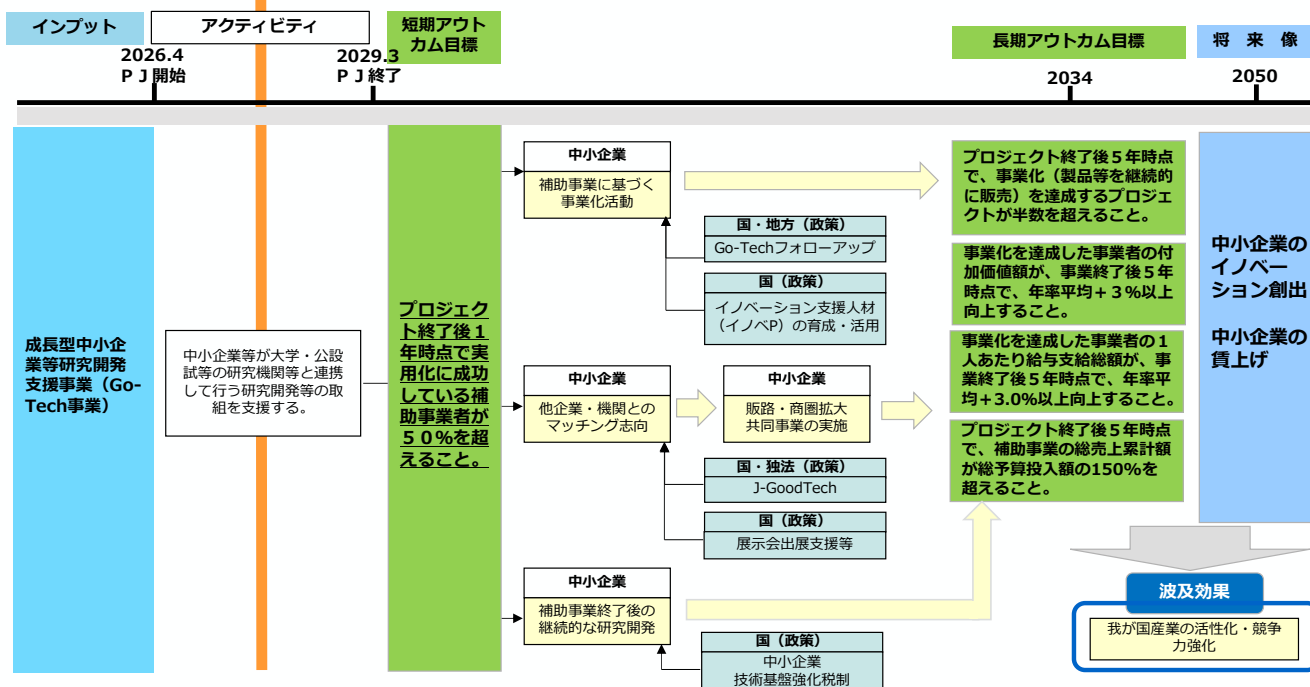 インプット
アクティビティ
短期アウト
カム目標
長期アウトカム目標
将 来 像
2026.4
ＰＪ開始
2029.3
ＰＪ終了
2034
2050
成長型中小企
業等研究開発
支援事業（Go-
Tech事業）
中小企業等が大学・公設
試等の研究機関等と連携
して行う研究開発等の取
組を支援する。
プロジェク
ト終了後１
年時点で実
用化に成功
している補
助事業者が
５０％を超
えること。
中小企業
補助事業に基づく
事業化活動
国・地方（政策）
Go-Techフォローアップ
国（政策）
イノベーション支援人材
（イノベP）の育成・活用
中小企業
他企業・機関との
マッチング志向
中小企業
販路・商圏拡大
共同事業の実施
国・独法（政策）
J-GoodTech
国（政策）
展示会出展支援等
中小企業
補助事業終了後の
継続的な研究開発
国（政策）
中小企業
技術基盤強化税制
プロジェクト終了後５年時点
で、事業化（製品等を継続的
に販売）を達成するプロジェ
クトが半数を超えること。
事業化を達成した事業者の付
加価値額が、事業終了後５年
時点で、年率平均＋３％以上
向上すること。
事業化を達成した事業者の１
人あたり給与支給総額が、事
業終了後５年時点で、年率平
均+3.0%以上向上すること。
プロジェクト終了後５年時点
で、補助事業の総売上累計額
が総予算投入額の150％を
超えること。
中小企業の
イノベー
ション創出
中小企業の
賃上げ
波及効果
我が国産業の活性化・競争
力強化